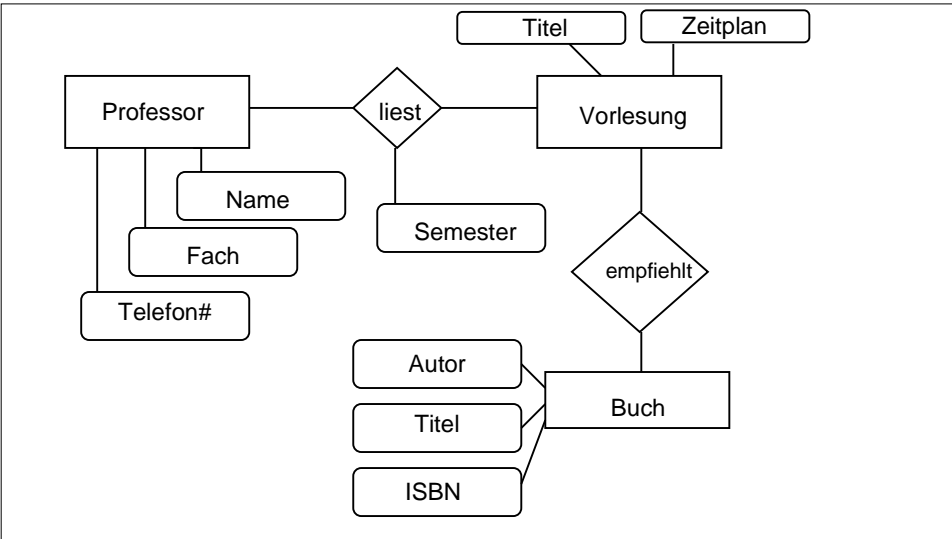 Titel
Zeitplan
Professor
liest
Vorlesung
Name
Semester
Fach
empfiehlt
Telefon#
Autor
Buch
Titel
ISBN